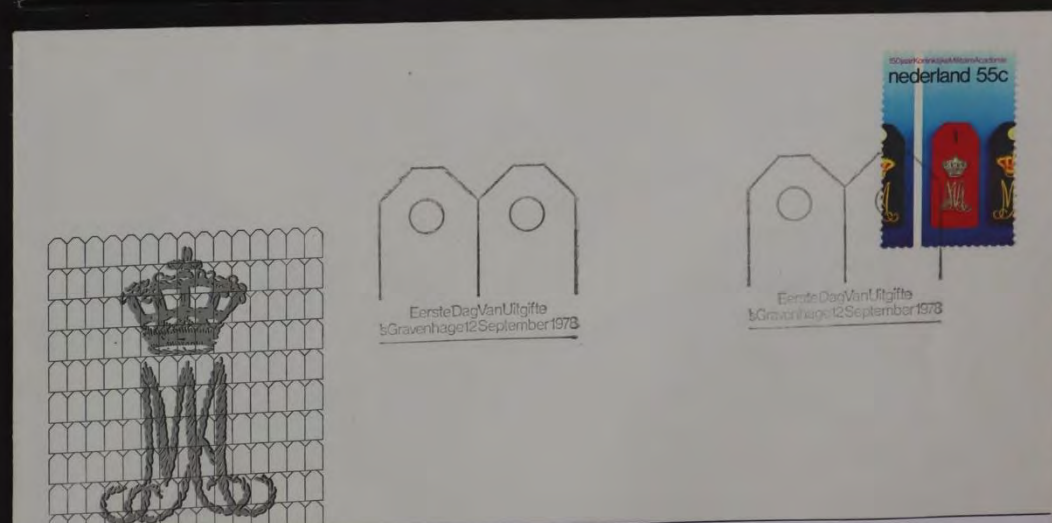 150jaarKoninklijkeMilitaireAcademie
nederland 55c
EersteDagVanUitgifte
'sGravenhage12September1978
EersteDagVanUitgifte
'sGravenhage12September1978